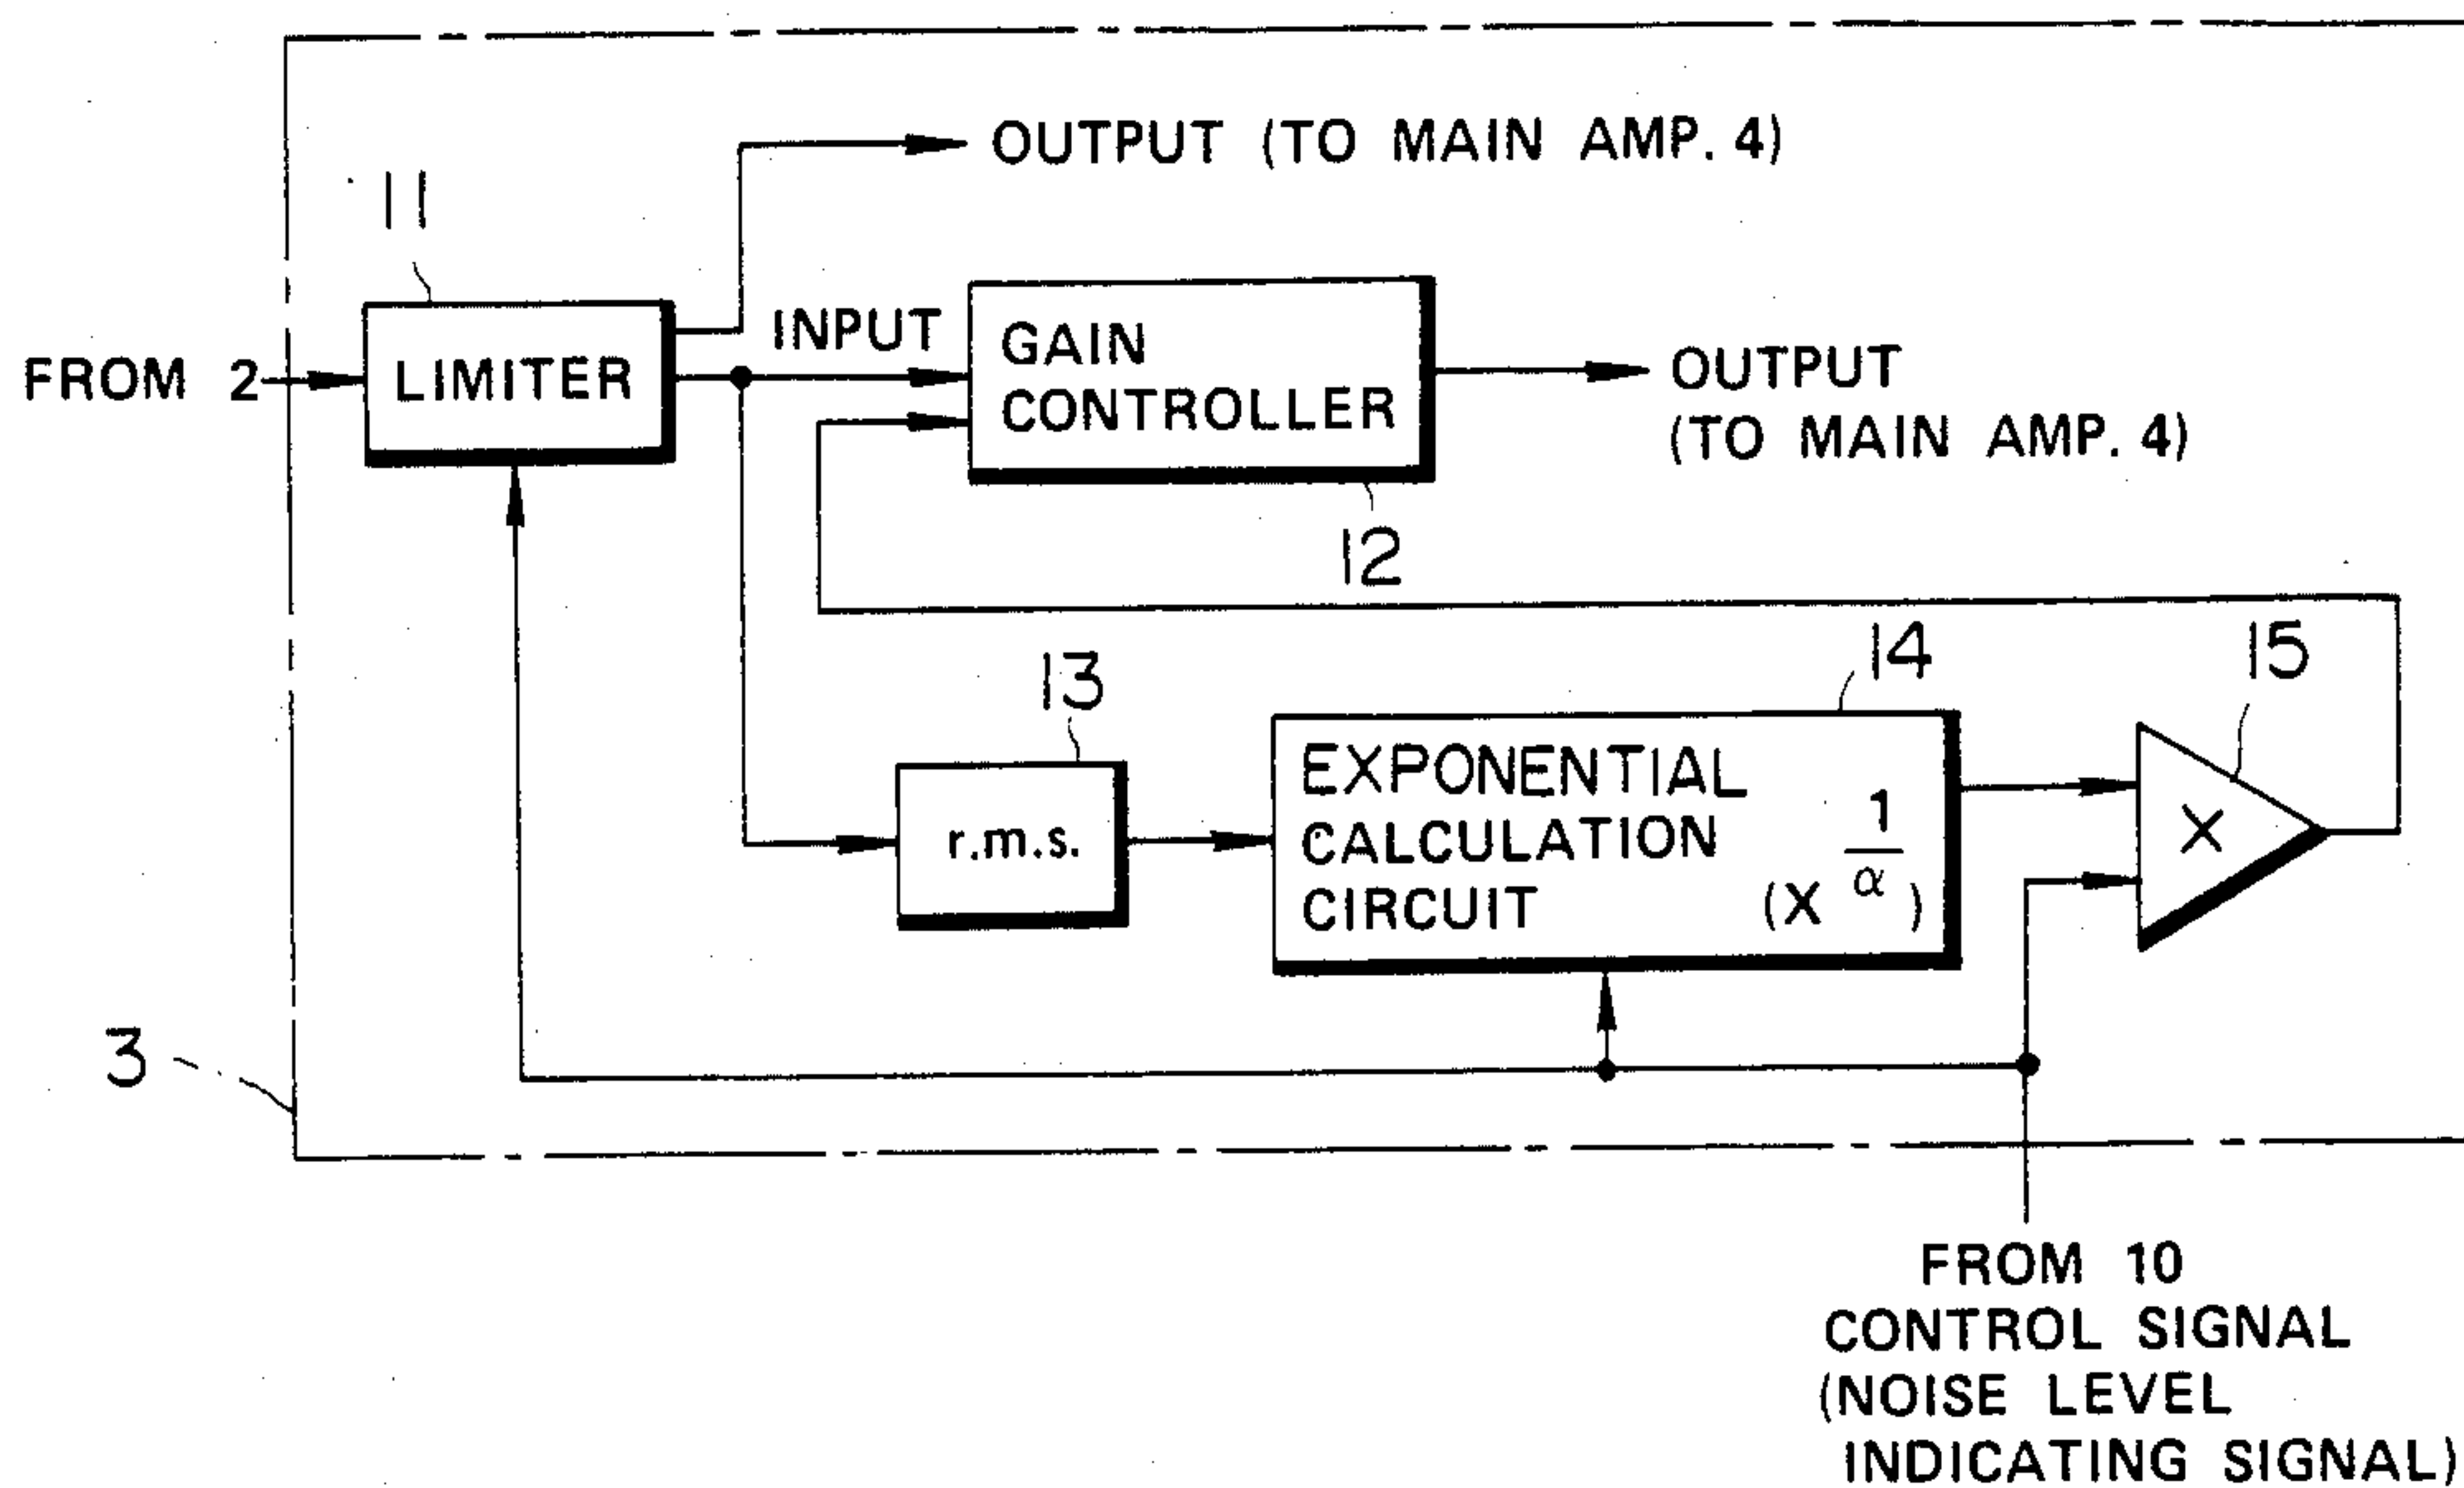 OUTPUT (TO MAIN AMP. 4)
11
INPUT
FROM 2
LIMITER
GAIN
CONTROLLER
OUTPUT
(TO MAIN AMP. 4)
12
13
14
15
r.m.s.
EXPONENTIAL
CALCULATION
CIRCUIT (X 1/α)
X
3
FROM 10
CONTROL SIGNAL
(NOISE LEVEL
INDICATING SIGNAL)